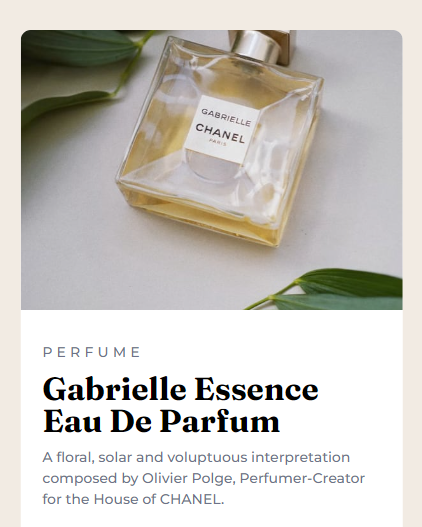 GABRIELLE
CHANEL
PARIS
PERFUME
Gabrielle Essence
Eau De Parfum
A floral, solar and voluptuous interpretation
composed by Olivier Polge, Perfumer-Creator
for the House of CHANEL.